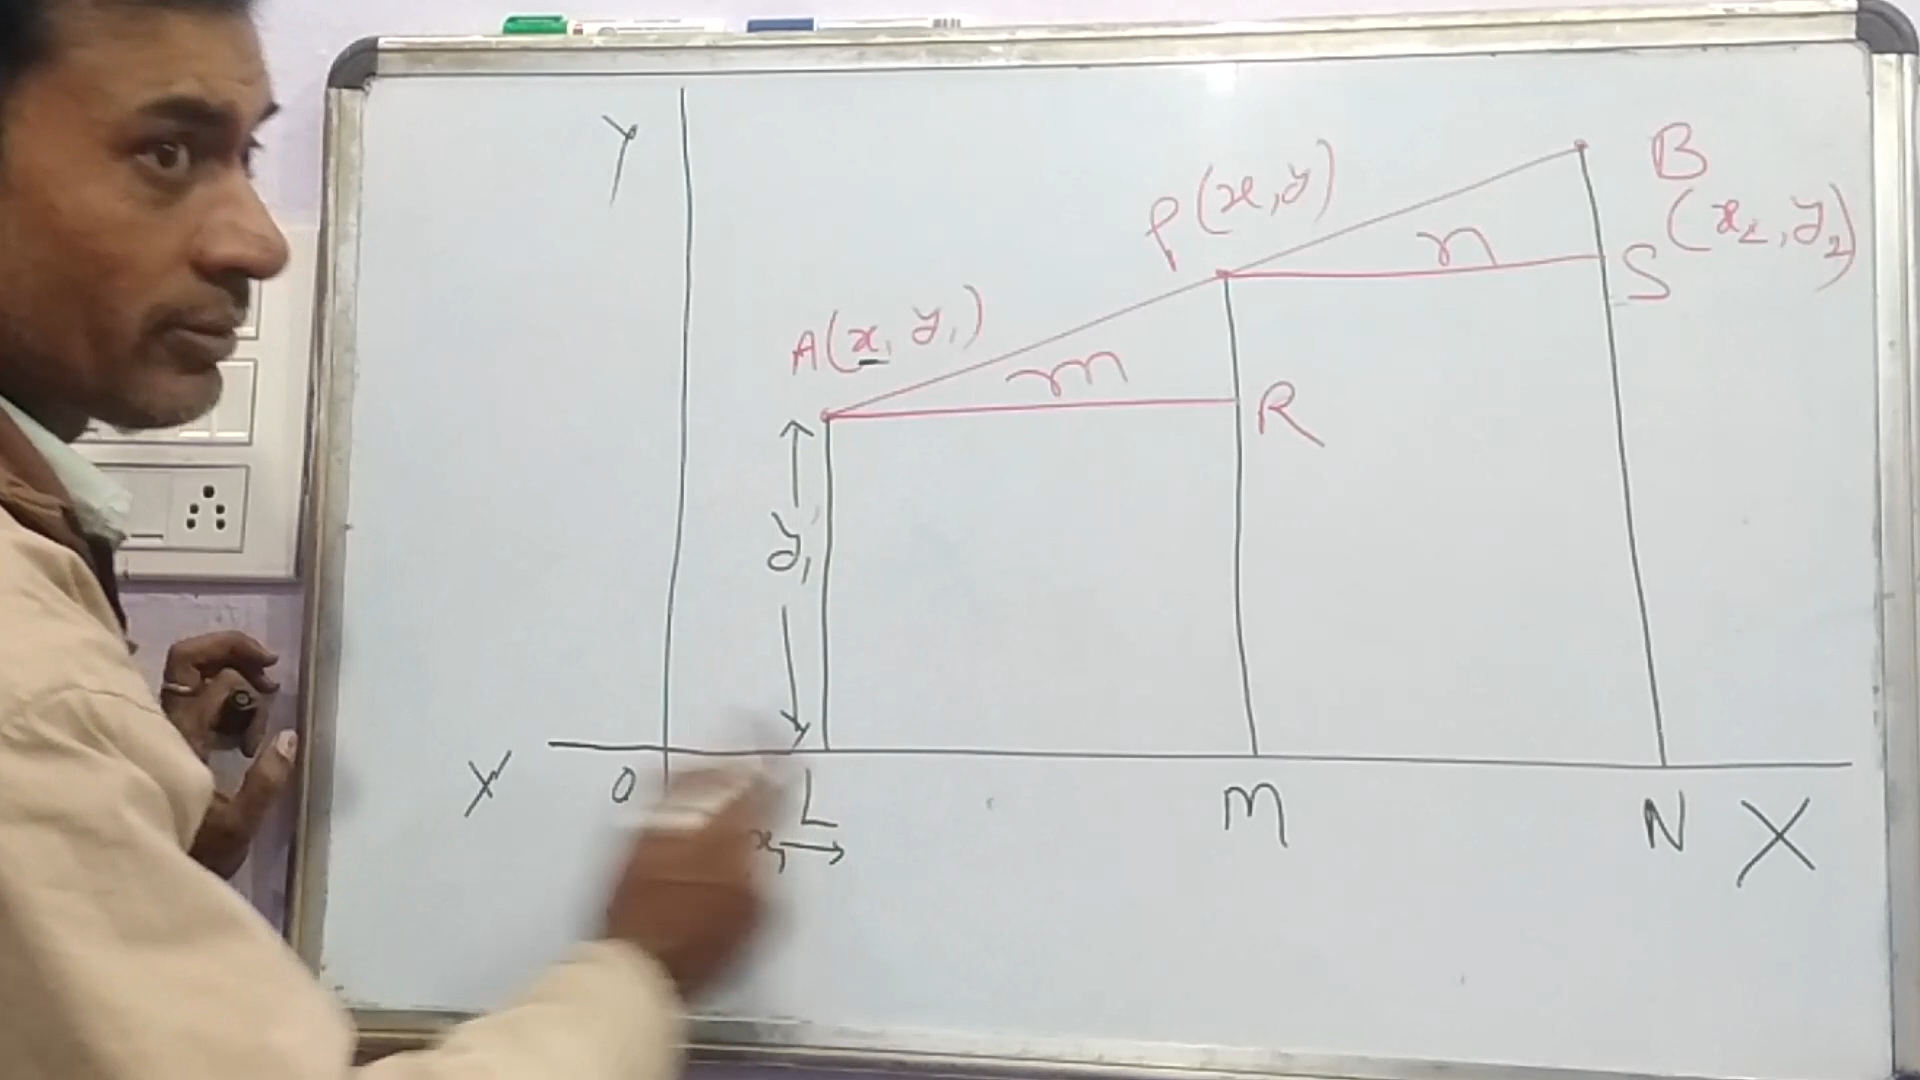 Y
B
P(x,y)
(x₂,y₂)
n
S
A(x₁ y₁)
m
R
y₁
X'
O
L
M
N
X
x₁